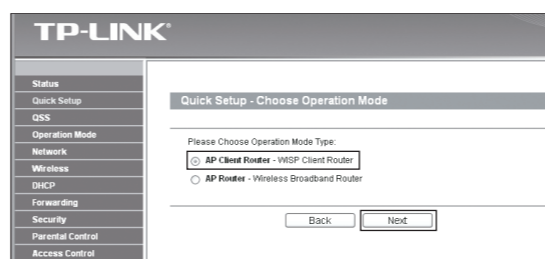 TP-LINK®
Status
Quick Setup
QSS
Operation Mode
Network
Wireless
DHCP
Forwarding
Security
Parental Control
Access Control
Quick Setup - Choose Operation Mode
Please Choose Operation Mode Type:
AP Client Router - WISP Client Router
AP Router - Wireless Broadband Router
Back Next